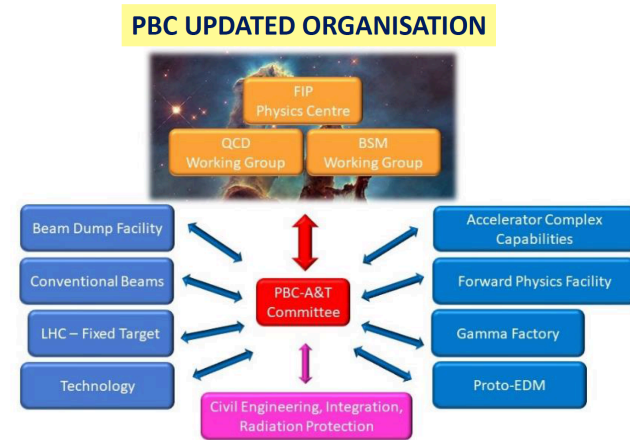 PBC UPDATED ORGANISATION
FIP
Physics Centre
QCD
Working Group
BSM
Working Group
Beam Dump Facility
Conventional Beams
LHC – Fixed Target
Technology
PBC-A&T
Committee
Accelerator Complex
Capabilities
Forward Physics Facility
Gamma Factory
Proto-EDM
Civil Engineering, Integration,
Radiation Protection